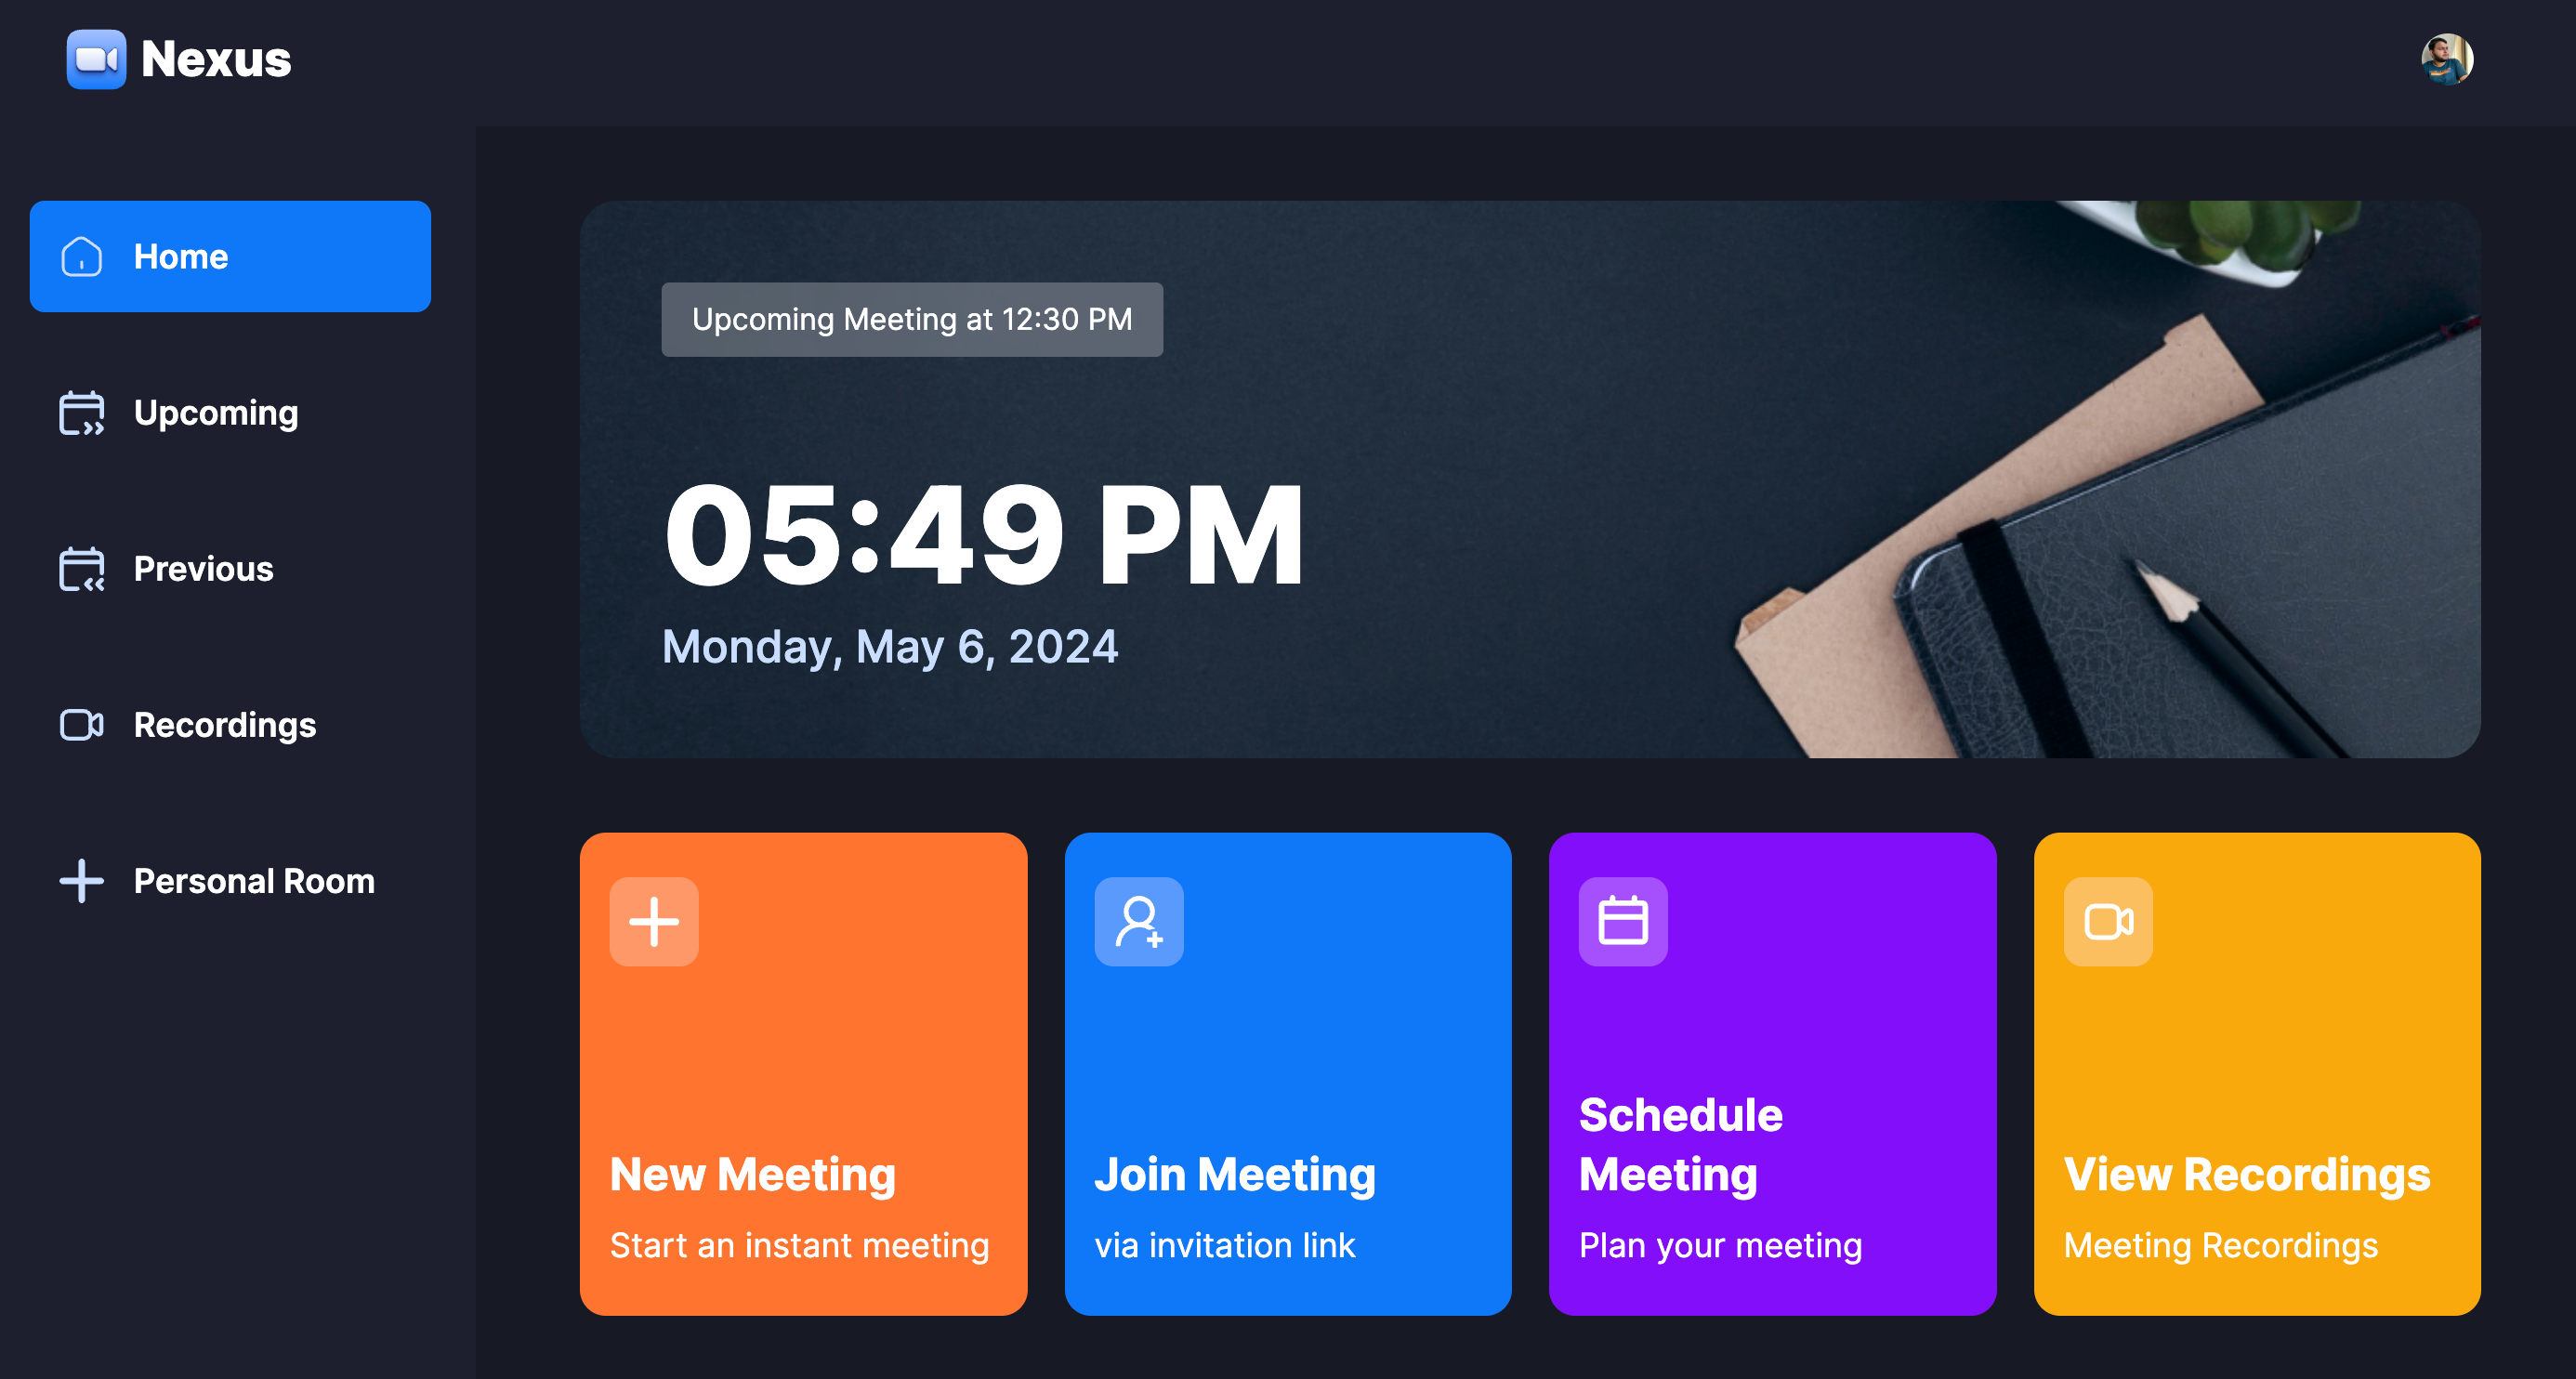 Nexus
Home
Upcoming
Previous
Recordings
Personal Room
Upcoming Meeting at 12:30 PM
05:49 PM
Monday, May 6, 2024
New Meeting
Start an instant meeting
Join Meeting
via invitation link
Schedule
Meeting
Plan your meeting
View Recordings
Meeting Recordings